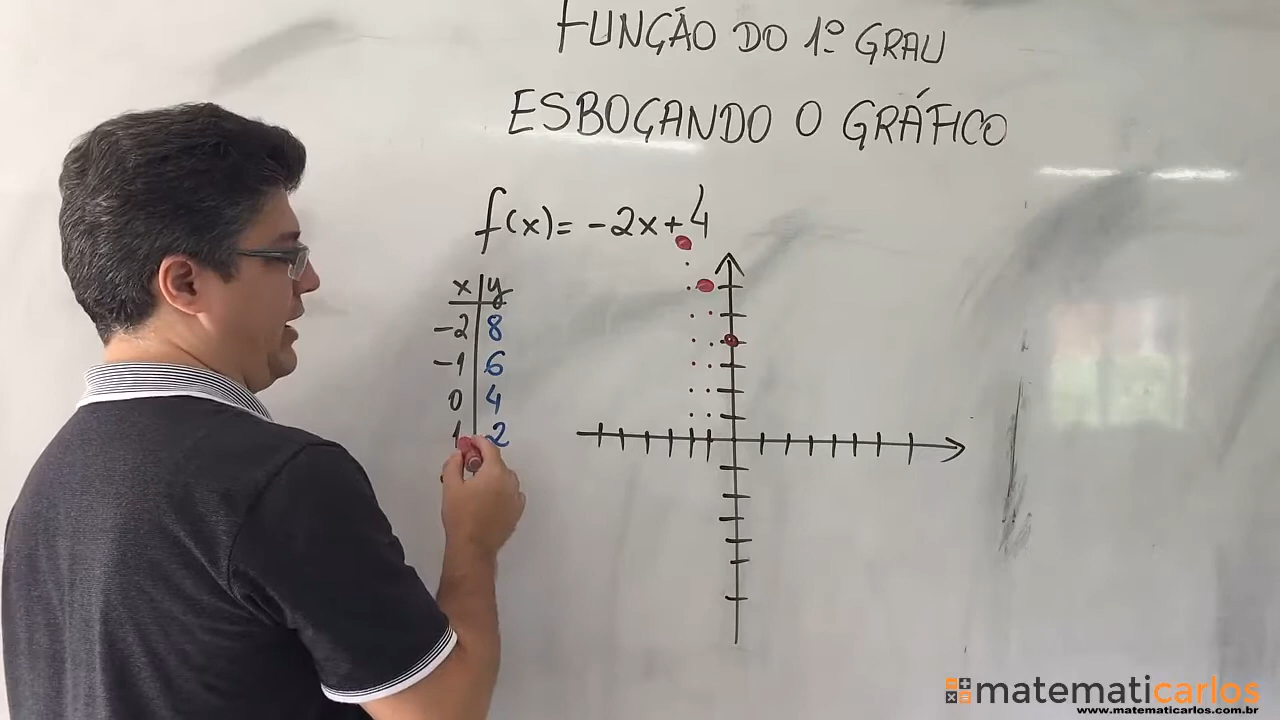 FUNÇÃO DO 1º GRAU
ESBOÇANDO O GRÁFICO
f(x)= -2x+4
x y
-2 8
-1 6
0 4
1 2
matematicarlos
www.matematicarlos.com.br